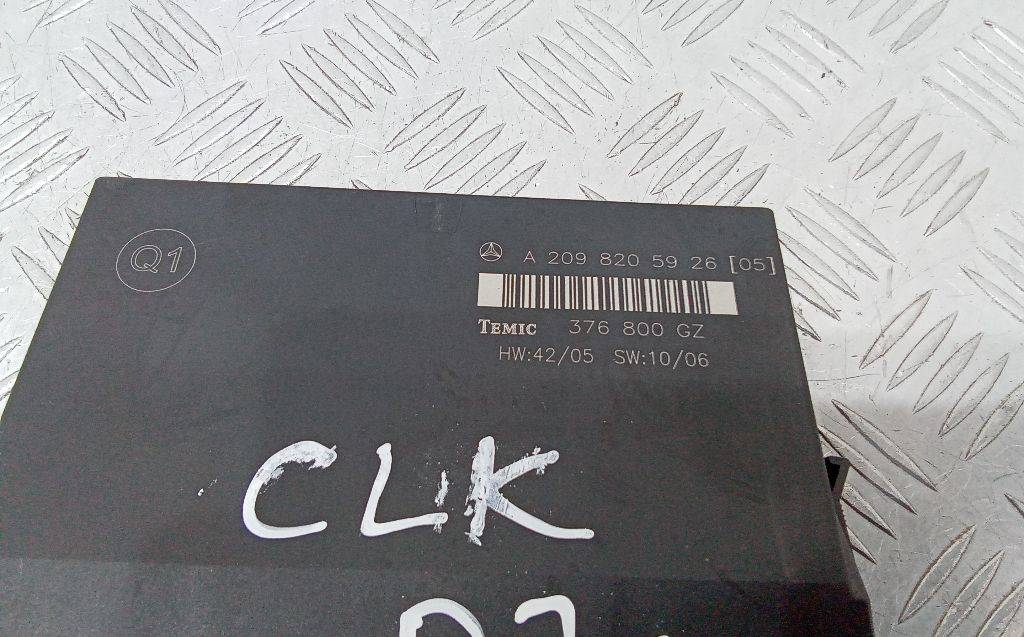 Q1
A 209 820 59 26 [05]
TEMIC 376 800 GZ
HW:42/05 SW:10/06
CLK